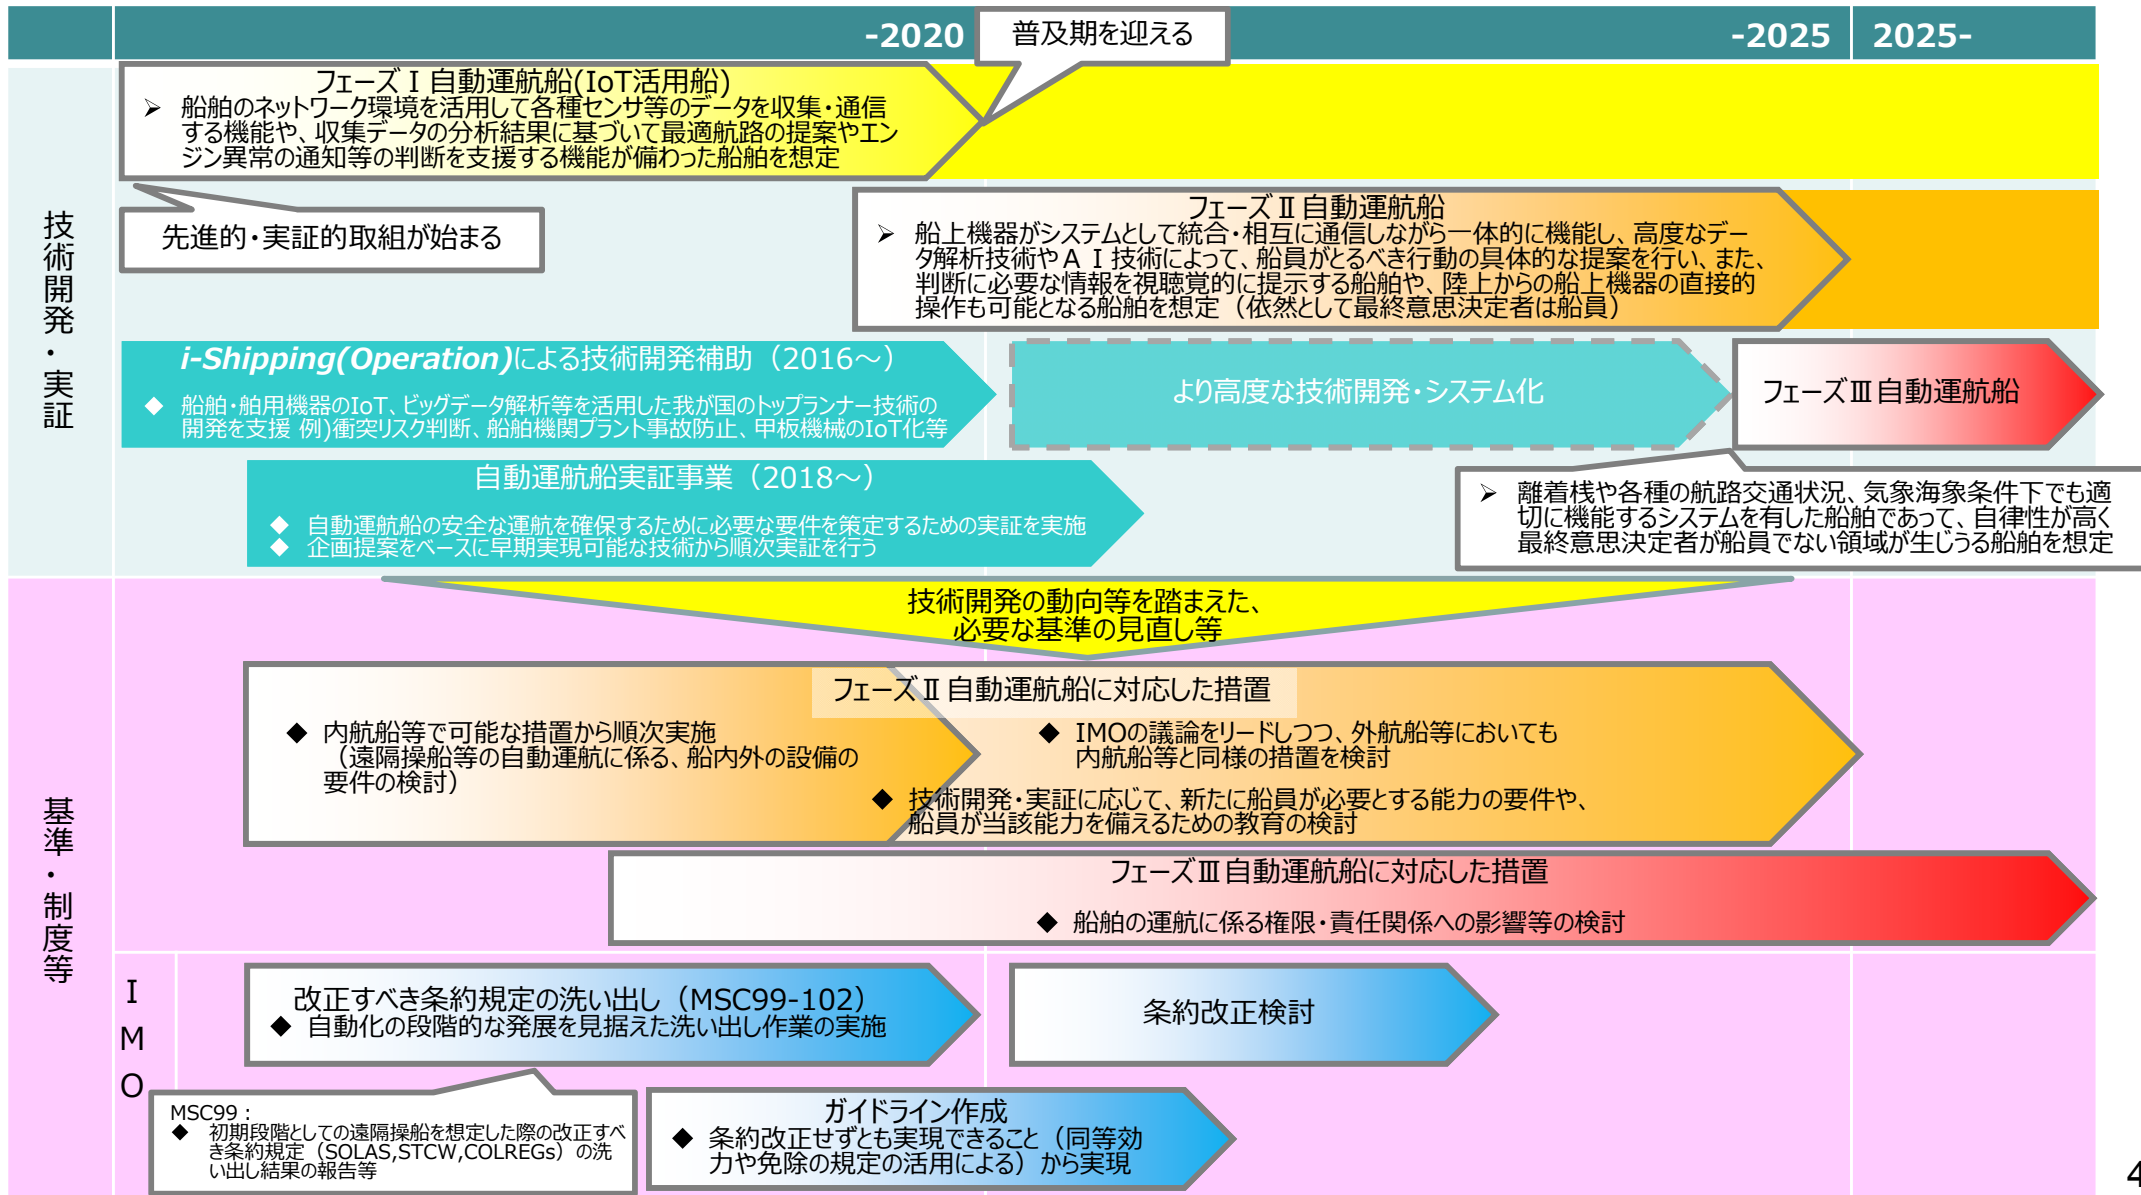 -2020
普及期を迎える
-2025
2025-
技術開発・実証
フェーズⅠ自動運航船(IoT活用船)
➢ 船舶のネットワーク環境を活用して各種センサ等のデータを収集・通信
する機能や、収集データの分析結果に基づいて最適航路の提案やエン
ジン異常の通知等の判断を支援する機能が備わった船舶を想定
先進的・実証的取組が始まる
フェーズⅡ自動運航船
➢ 船上機器がシステムとして統合・相互に通信しながら一体的に機能し、高度なデー
タ解析技術やＡＩ技術によって、船員がとるべき行動の具体的な提案を行い、また、
判断に必要な情報を視聴覚的に提示する船舶や、陸上からの船上機器の直接的
操作も可能となる船舶を想定（依然として最終意思決定者は船員）
i-Shipping(Operation)による技術開発補助（2016～）
◆ 船舶・舶用機器のIoT、ビッグデータ解析等を活用した我が国のトップランナー技術の
開発を支援 例)衝突リスク判断、船舶機関プラント事故防止、甲板機械のIoT化等
より高度な技術開発・システム化
フェーズⅢ自動運航船
自動運航船実証事業（2018～）
◆ 自動運航船の安全な運航を確保するために必要な要件を策定するための実証を実施
◆ 企画提案をベースに早期実現可能な技術から順次実証を行う
➢ 離着桟や各種の航路交通状況、気象海象条件下でも適
切に機能するシステムを有した船舶であって、自律性が高く
最終意思決定者が船員でない領域が生じうる船舶を想定
基準・制度等
技術開発の動向等を踏まえた、
必要な基準の見直し等
フェーズⅡ自動運航船に対応した措置
◆ 内航船等で可能な措置から順次実施
（遠隔操船等の自動運航に係る、船内外の設備の
要件の検討）
◆ IMOの議論をリードしつつ、外航船等においても
内航船等と同様の措置を検討
◆ 技術開発・実証に応じて、新たに船員が必要とする能力の要件や、
船員が当該能力を備えるための教育の検討
フェーズⅢ自動運航船に対応した措置
◆ 船舶の運航に係る権限・責任関係への影響等の検討
ＩＭＯ
改正すべき条約規定の洗い出し（MSC99-102）
◆ 自動化の段階的な発展を見据えた洗い出し作業の実施
条約改正検討
MSC99：
◆ 初期段階としての遠隔操船を想定した際の改正すべ
き条約規定（SOLAS,STCW,COLREGs）の洗
い出し結果の報告等
ガイドライン作成
◆ 条約改正せずとも実現できること（同等効
力や免除の規定の活用による）から実現
4